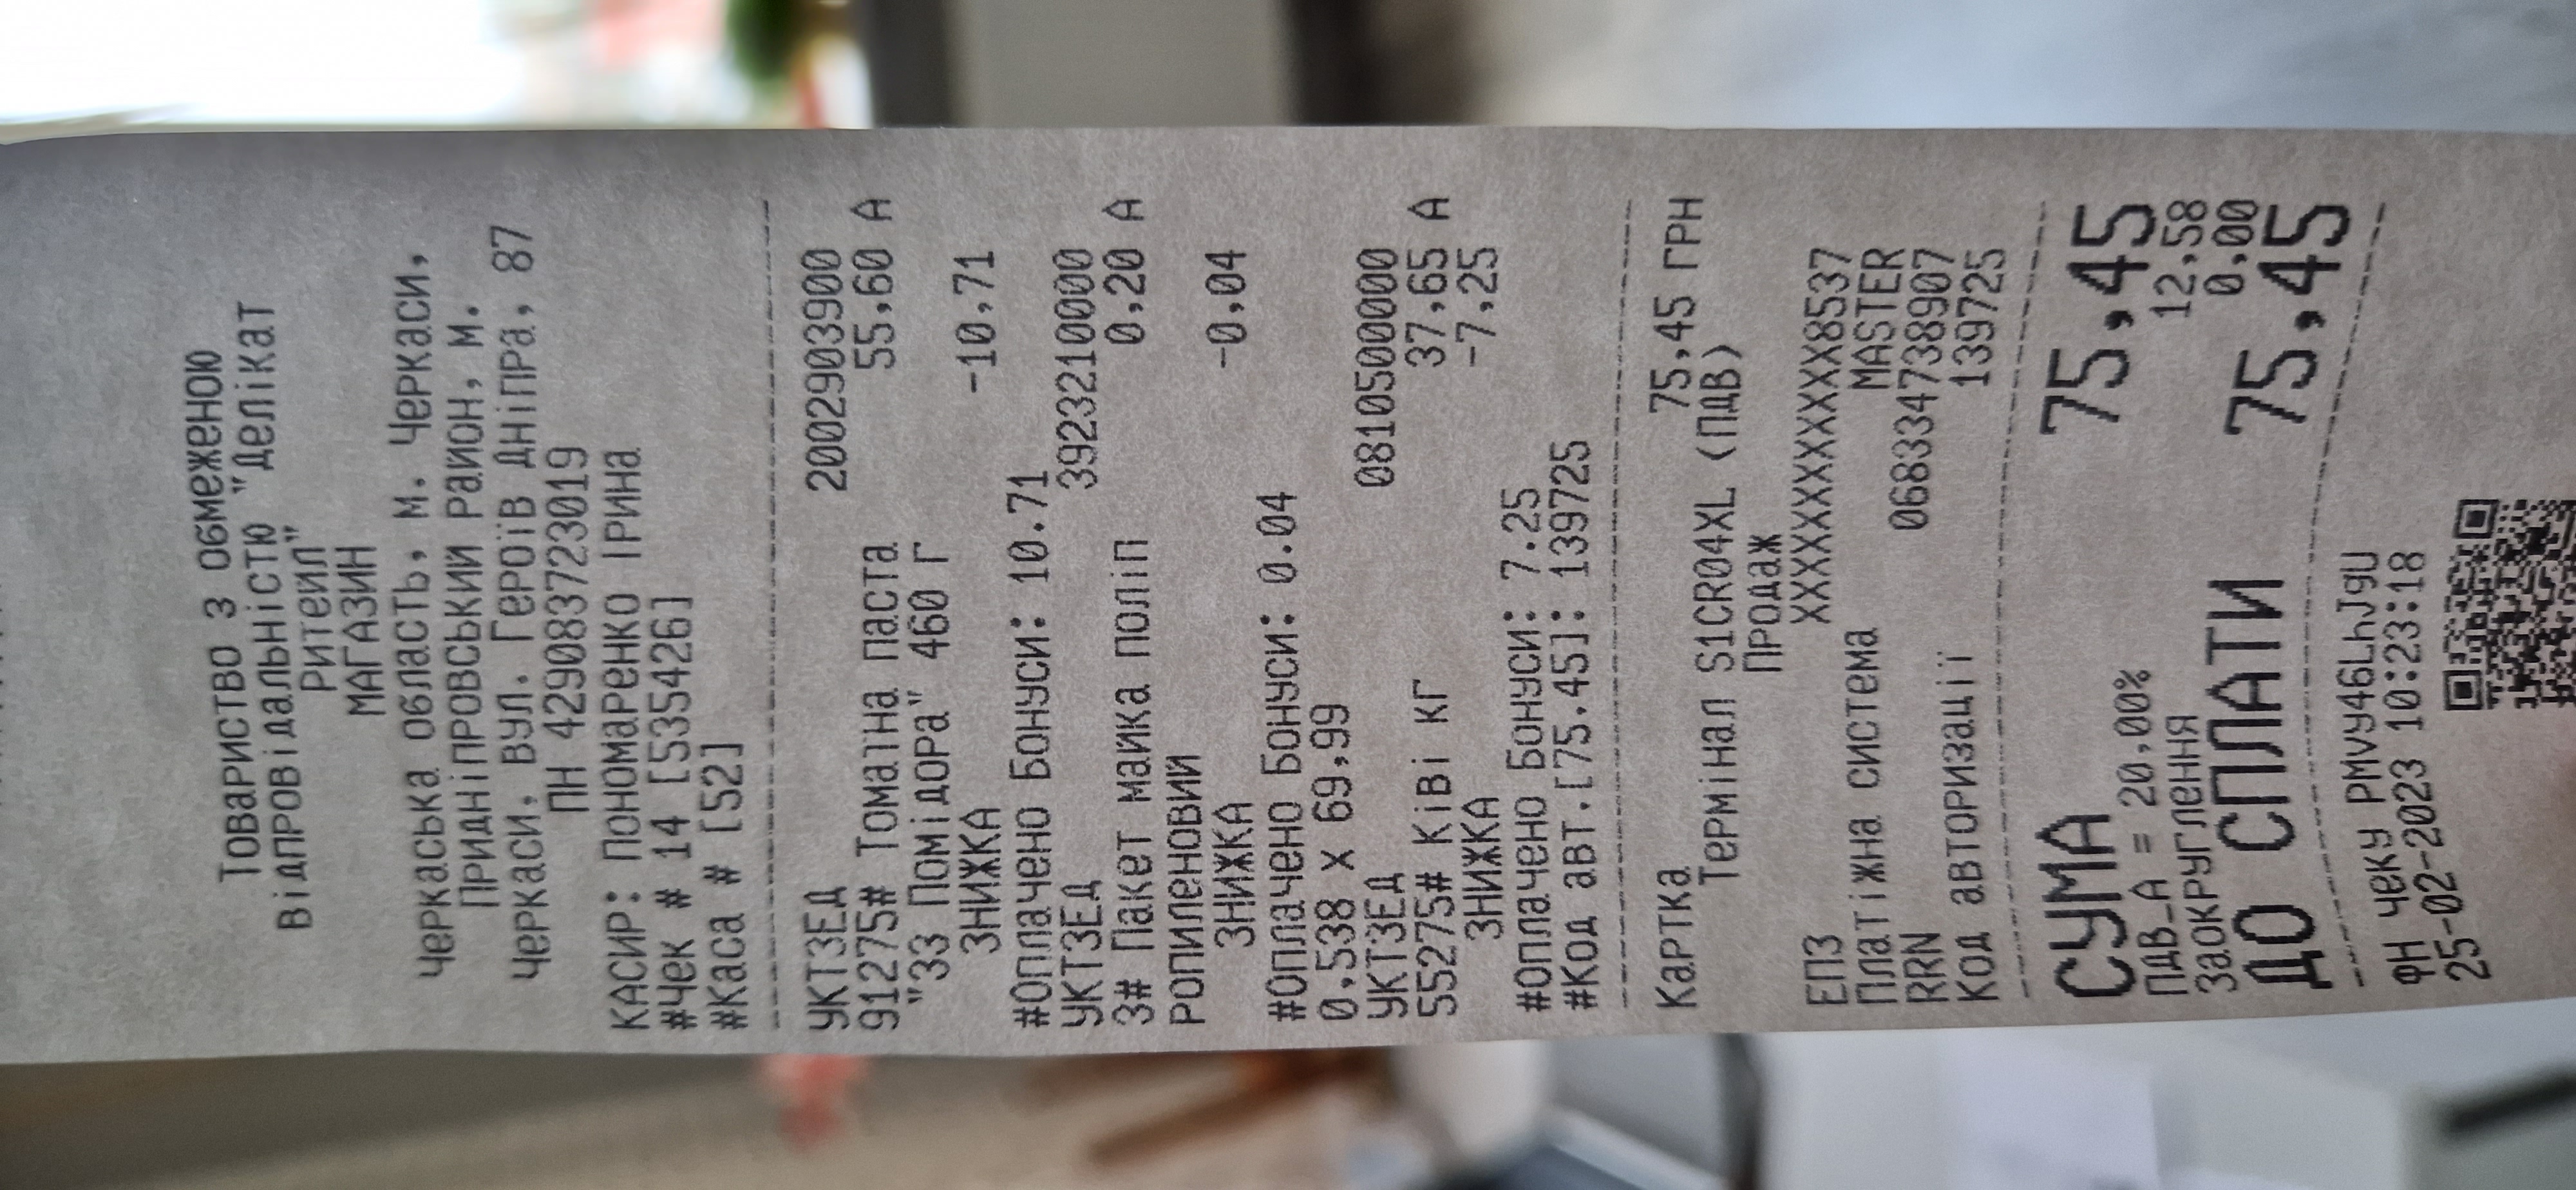 Товариство з обмеженою
відповідальністю "Делікат
Ритейл"
МАГАЗИН
Черкаська область, м. Черкаси,
Придніпровський район, м.
Черкаси, вул. Героїв Дніпра, 87
ПН 429083723019
КАСИР: Пономаренко Ірина
#Чек # 14 [535426]
#Каса # [52]
УКТЗЕД 2002903900
91275# Томатна паста 55,60 А
"33 Помідора" 460 Г
ЗНИЖКА -10,71
#Оплачено Бонуси: 10.71
УКТЗЕД 3923210000
3# Пакет майка поліп 0,20 А
ропиленовий
ЗНИЖКА -0,04
#Оплачено Бонуси: 0.04
0,538 X 69,99
УКТЗЕД 0810500000
55275# Ківі кг 37,65 А
ЗНИЖКА -7,25
#Оплачено Бонуси: 7.25
#Код авт.[75.45]: 139725
Картка 75,45 ГРН
Термінал S1CR04XL (ПДВ)
Продаж
ЕПЗ XXXXXXXXXXXX8537
Платіжна система MASTER
RRN 068334738907
Код авторизації 139725
СУМА 75,45
ПДВ_А = 20,00% 12,58
Заокруглення 0,00
ДО СПЛАТИ 75,45
ФН чеку PMVy46LhJgU
25-02-2023 10:23:18